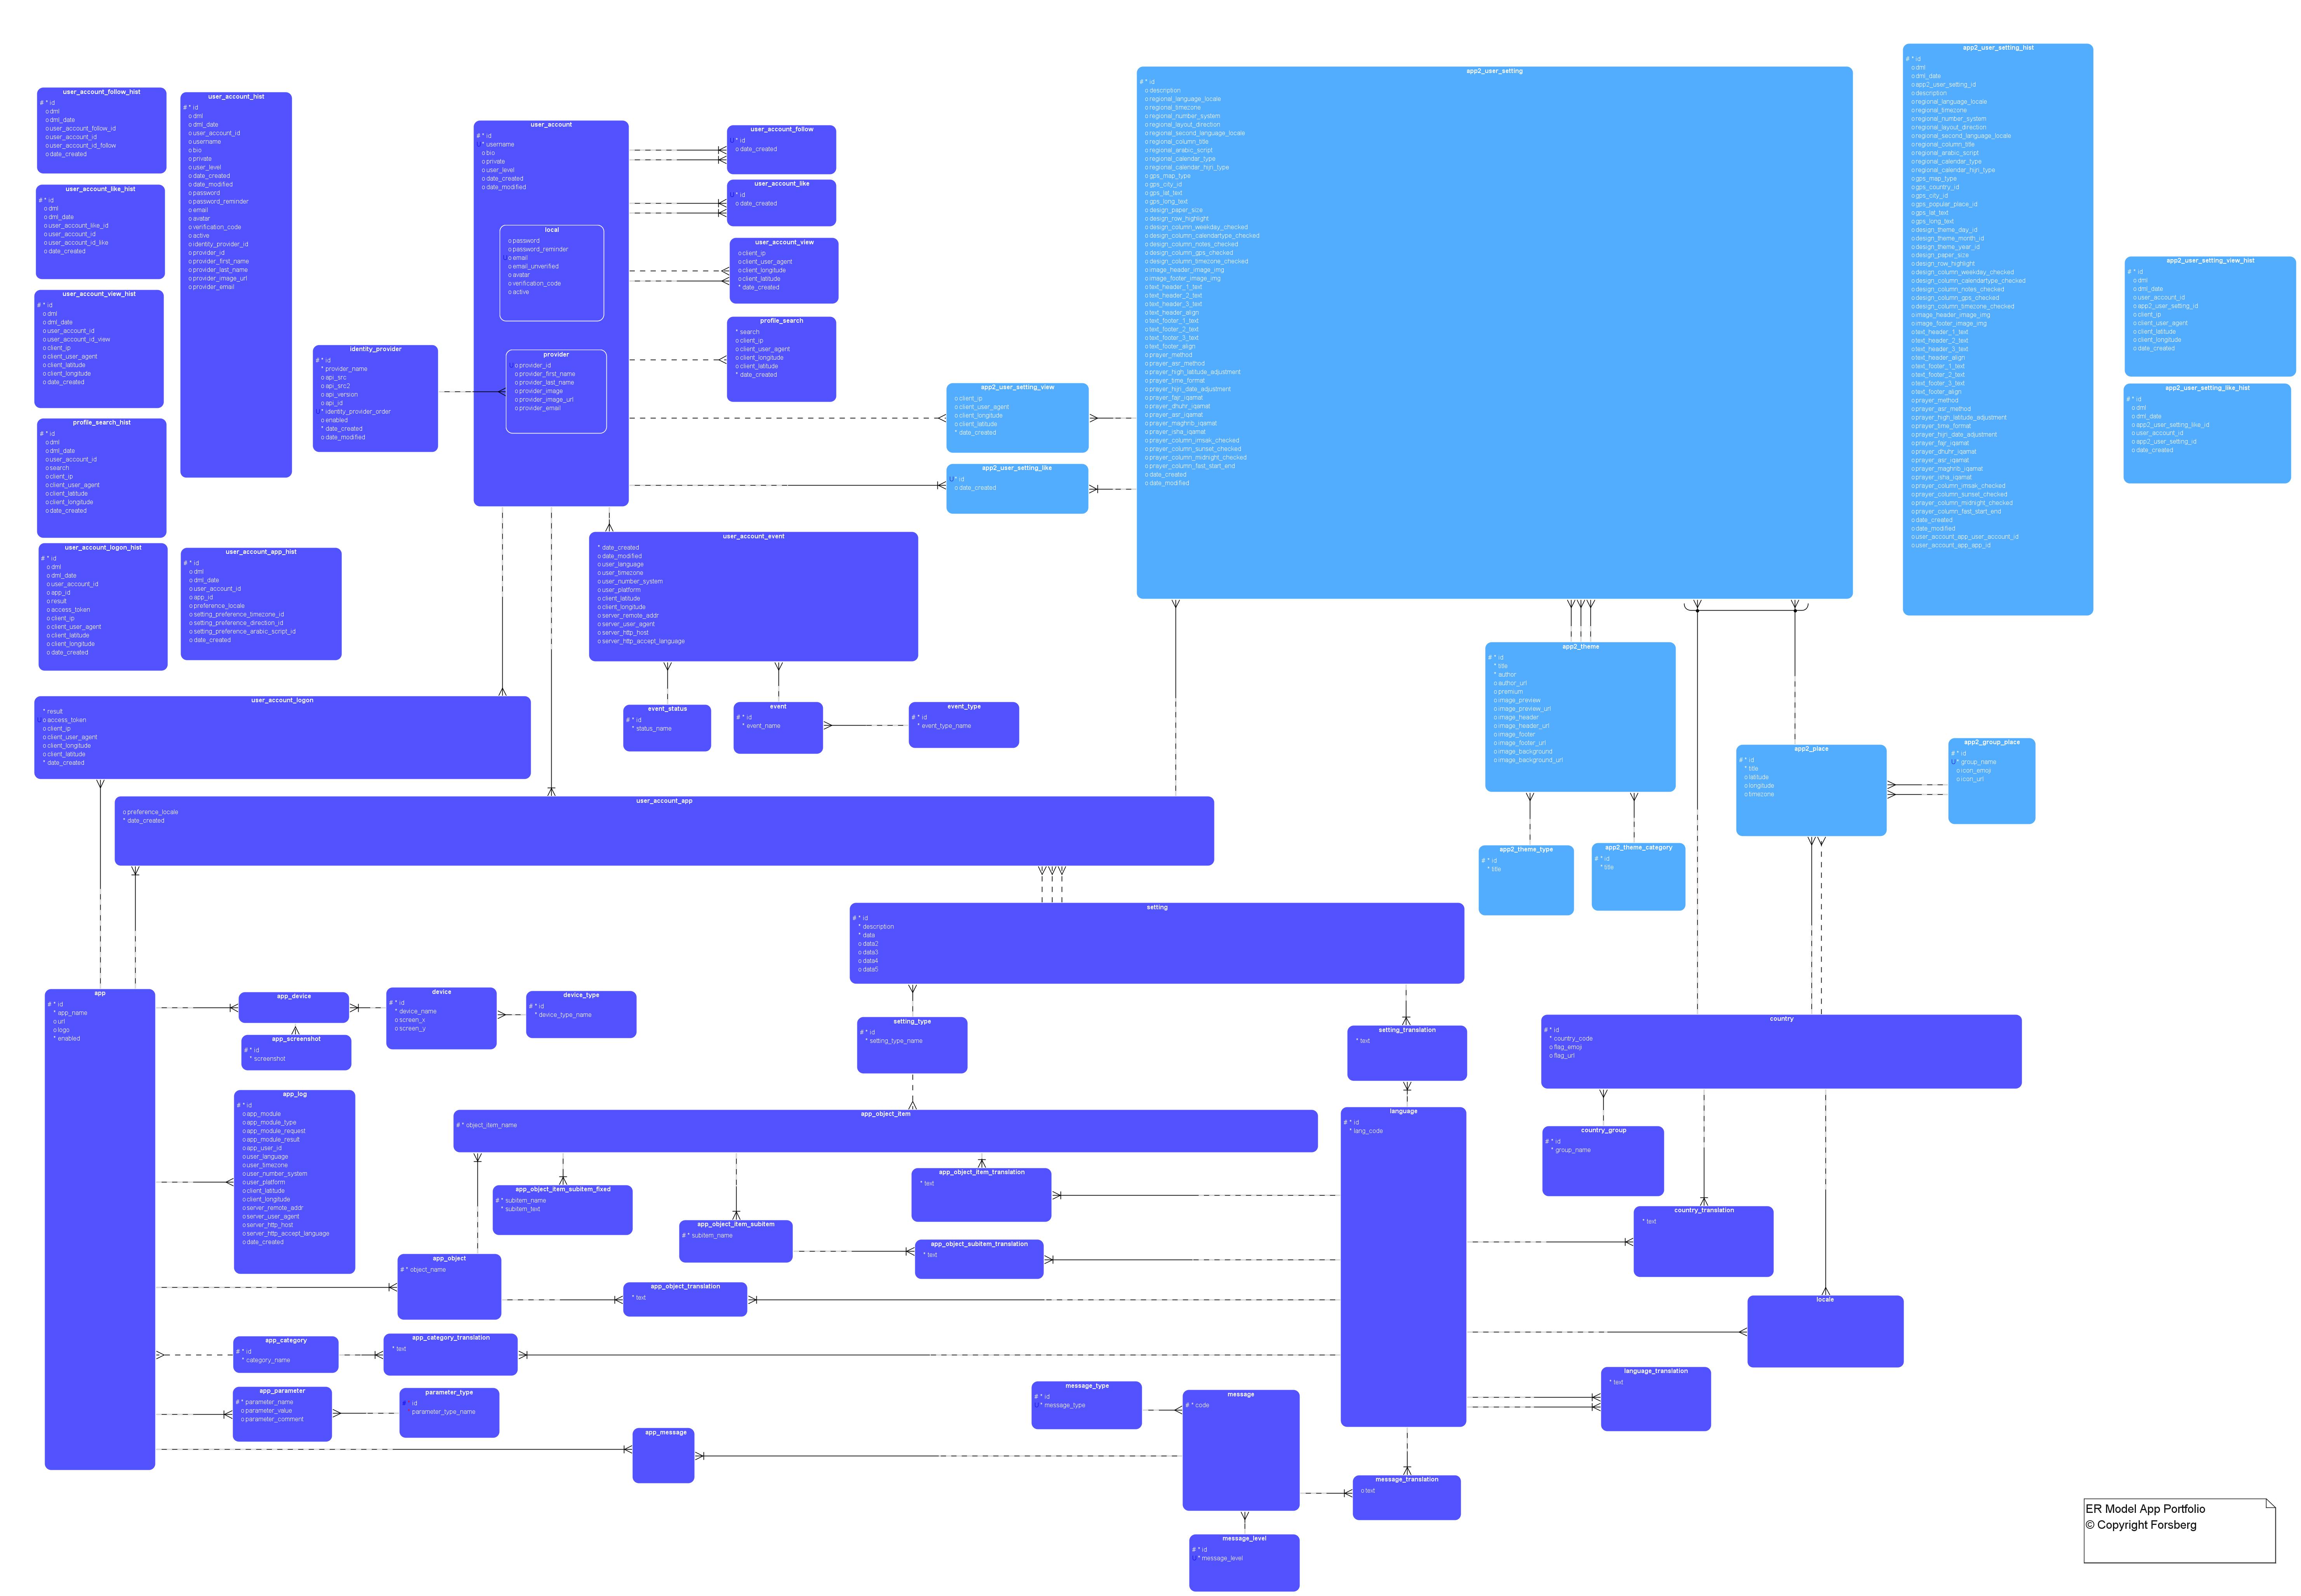 user_account_follow_hist
# * id
o dml
o dml_date
o user_account_follow_id
o user_account_id
o user_account_id_follow
o date_created
user_account_like_hist
# * id
o dml
o dml_date
o user_account_like_id
o user_account_id
o user_account_id_like
o date_created
user_account_view_hist
# * id
o dml
o dml_date
o user_account_id
o user_account_id_view
o client_ip
o client_user_agent
o client_latitude
o client_longitude
o date_created
profile_search_hist
# * id
o dml
o dml_date
o user_account_id
o search
o client_ip
o client_user_agent
o client_latitude
o client_longitude
o date_created
user_account_logon_hist
# * id
o dml
o dml_date
o user_account_id
o app_id
o result
o access_token
o client_ip
o client_user_agent
o client_latitude
o client_longitude
o date_created
user_account_hist
# * id
o dml
o dml_date
o user_account_id
o username
o bio
o private
o user_level
o date_created
o date_modified
o password
o password_reminder
o email
o avatar
o verification_code
o active
o identity_provider_id
o provider_id
o provider_first_name
o provider_last_name
o provider_image_url
o provider_email
user_account_app_hist
# * id
o dml
o dml_date
o user_account_id
o app_id
o preference_locale
o setting_preference_timezone_id
o setting_preference_direction_id
o setting_preference_arabic_script_id
o date_created
identity_provider
# * id
* provider_name
o api_src
o api_src2
o api_version
o api_id
U * identity_provider_order
o enabled
* date_created
o date_modified
user_account
# * id
U * username
o bio
o private
o user_level
o date_created
o date_modified
local
o password
o password_reminder
U o email
o email_unverified
o avatar
o verification_code
o active
provider
U o provider_id
o provider_first_name
o provider_last_name
o provider_image
o provider_image_url
o provider_email
user_account_follow
U * id
o date_created
user_account_like
U * id
o date_created
user_account_view
o client_ip
o client_user_agent
o client_longitude
o client_latitude
* date_created
profile_search
* search
o client_ip
o client_user_agent
o client_longitude
o client_latitude
* date_created
app2_user_setting_view
o client_ip
o client_user_agent
o client_longitude
o client_latitude
* date_created
app2_user_setting_like
U * id
o date_created
user_account_event
* date_created
o date_modified
o user_language
o user_timezone
o user_number_system
o user_platform
o client_latitude
o client_longitude
o server_remote_addr
o server_user_agent
o server_http_host
o server_http_accept_language
event_status
# * id
* status_name
event
# * id
* event_name
event_type
# * id
* event_type_name
app2_user_setting
# * id
o description
o regional_language_locale
o regional_timezone
o regional_number_system
o regional_layout_direction
o regional_second_language_locale
o regional_column_title
o regional_arabic_script
o regional_calendar_type
o regional_calendar_hijri_type
o gps_map_type
o gps_city_id
o gps_lat_text
o gps_long_text
o design_paper_size
o design_row_highlight
o design_column_weekday_checked
o design_column_calendartype_checked
o design_column_notes_checked
o design_column_gps_checked
o design_column_timezone_checked
o image_header_image_img
o image_footer_image_img
o text_header_1_text
o text_header_2_text
o text_header_3_text
o text_header_align
o text_footer_1_text
o text_footer_2_text
o text_footer_3_text
o text_footer_align
o prayer_method
o prayer_asr_method
o prayer_high_latitude_adjustment
o prayer_time_format
o prayer_hijri_date_adjustment
o prayer_fajr_iqamat
o prayer_dhuhr_iqamat
o prayer_asr_iqamat
o prayer_maghrib_iqamat
o prayer_isha_iqamat
o prayer_column_imsak_checked
o prayer_column_sunset_checked
o prayer_column_midnight_checked
o prayer_column_fast_start_end
o date_created
o date_modified
app2_user_setting_hist
# * id
o dml
o dml_date
o app2_user_setting_id
o description
o regional_language_locale
o regional_timezone
o regional_number_system
o regional_layout_direction
o regional_second_language_locale
o regional_column_title
o regional_arabic_script
o regional_calendar_type
o regional_calendar_hijri_type
o gps_map_type
o gps_country_id
o gps_city_id
o gps_popular_place_id
o gps_lat_text
o gps_long_text
o design_theme_day_id
o design_theme_month_id
o design_theme_year_id
o design_paper_size
o design_row_highlight
o design_column_weekday_checked
o design_column_calendartype_checked
o design_column_notes_checked
o design_column_gps_checked
o design_column_timezone_checked
o image_header_image_img
o image_footer_image_img
o text_header_1_text
o text_header_2_text
o text_header_3_text
o text_header_align
o text_footer_1_text
o text_footer_2_text
o text_footer_3_text
o text_footer_align
o prayer_method
o prayer_asr_method
o prayer_high_latitude_adjustment
o prayer_time_format
o prayer_hijri_date_adjustment
o prayer_fajr_iqamat
o prayer_dhuhr_iqamat
o prayer_asr_iqamat
o prayer_maghrib_iqamat
o prayer_isha_iqamat
o prayer_column_imsak_checked
o prayer_column_sunset_checked
o prayer_column_midnight_checked
o prayer_column_fast_start_end
o date_created
o date_modified
o user_account_app_user_account_id
o user_account_app_app_id
app2_user_setting_view_hist
# * id
o dml
o dml_date
o user_account_id
o app2_user_setting_id
o client_ip
o client_user_agent
o client_latitude
o client_longitude
o date_created
app2_user_setting_like_hist
# * id
o dml
o dml_date
o app2_user_setting_like_id
o user_account_id
o app2_user_setting_id
o date_created
user_account_logon
* result
U o access_token
o client_ip
o client_user_agent
o client_longitude
o client_latitude
* date_created
user_account_app
o preference_locale
* date_created
app2_theme
# * id
* title
* author
o author_url
o premium
o image_preview
o image_preview_url
o image_header
o image_header_url
o image_footer
o image_footer_url
o image_background
o image_background_url
app2_place
# * id
* title
o latitude
o longitude
o timezone
app2_group_place
# * id
U * group_name
o icon_emoji
o icon_url
app2_theme_type
# * id
* title
app2_theme_category
# * id
* title
setting
# * id
* description
* data
o data2
o data3
o data4
o data5
app
# * id
* app_name
o url
o logo
* enabled
app_device
device
# * id
* device_name
o screen_x
o screen_y
device_type
# * id
* device_type_name
app_screenshot
# * id
* screenshot
setting_type
# * id
* setting_type_name
setting_translation
* text
country
# * id
* country_code
o flag_emoji
o flag_url
app_log
# * id
o app_module
o app_module_type
o app_module_request
o app_module_result
o app_user_id
o user_language
o user_timezone
o user_number_system
o user_platform
o client_latitude
o client_longitude
o server_remote_addr
o server_user_agent
o server_http_host
o server_http_accept_language
o date_created
app_object_item
# * object_item_name
language
# * id
* lang_code
country_group
# * id
* group_name
app_object_item_subitem_fixed
# * subitem_name
* subitem_text
app_object_item_translation
* text
app_object_item_subitem
# * subitem_name
app_object_subitem_translation
* text
country_translation
* text
app_object
# * object_name
app_object_translation
* text
locale
app_category
# * id
* category_name
app_category_translation
* text
app_parameter
# * parameter_name
o parameter_value
o parameter_comment
parameter_type
id
parameter_type_name
language_translation
* text
message_type
# * id
U * message_type
message
# * code
app_message
message_translation
o text
message_level
# * id
U * message_level
ER Model App Portfolio
© Copyright Forsberg